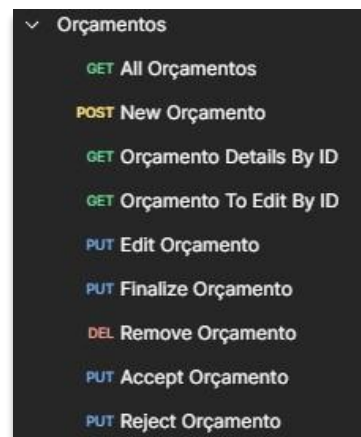 Orçamentos
GET All Orçamentos
POST New Orçamento
GET Orçamento Details By ID
GET Orçamento To Edit By ID
PUT Edit Orçamento
PUT Finalize Orçamento
DEL Remove Orçamento
PUT Accept Orçamento
PUT Reject Orçamento